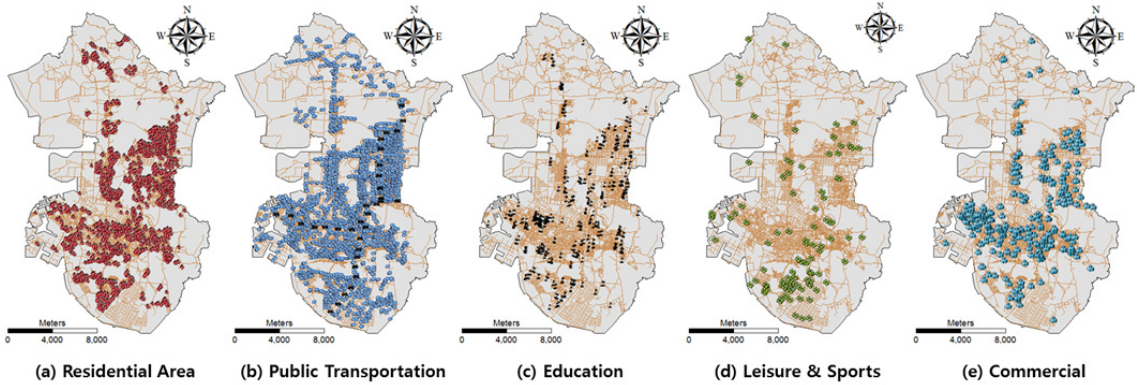 N
W E
S
N
W E
S
N
W E
S
N
W E
S
N
W E
S
Meters
0 4,000 8,000
Meters
0 4,000 8,000
Meters
0 4,000 8,000
Meters
0 4,000 8,000
Meters
0 4,000 8,000
(a) Residential Area
(b) Public Transportation
(c) Education
(d) Leisure & Sports
(e) Commercial